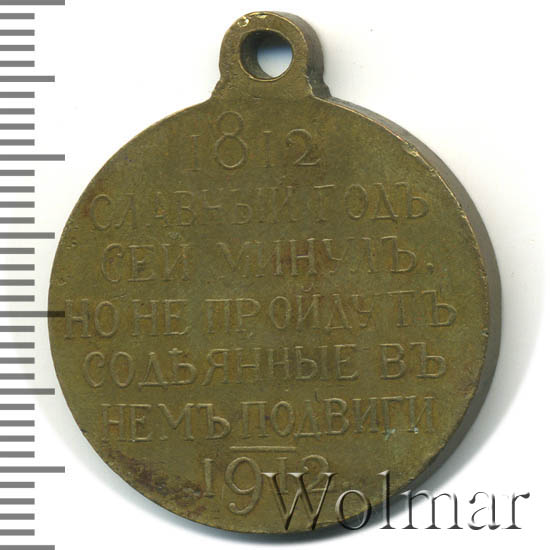 1812
СЛАВНЫЙ ГОДЪ
СЕЙ МИНУЛЪ,
НО НЕ ПРОЙДУТЪ
СОДѢЯННЫЕ ВЪ
НЕМЪ ПОДВИГИ
1912.
Wolmar